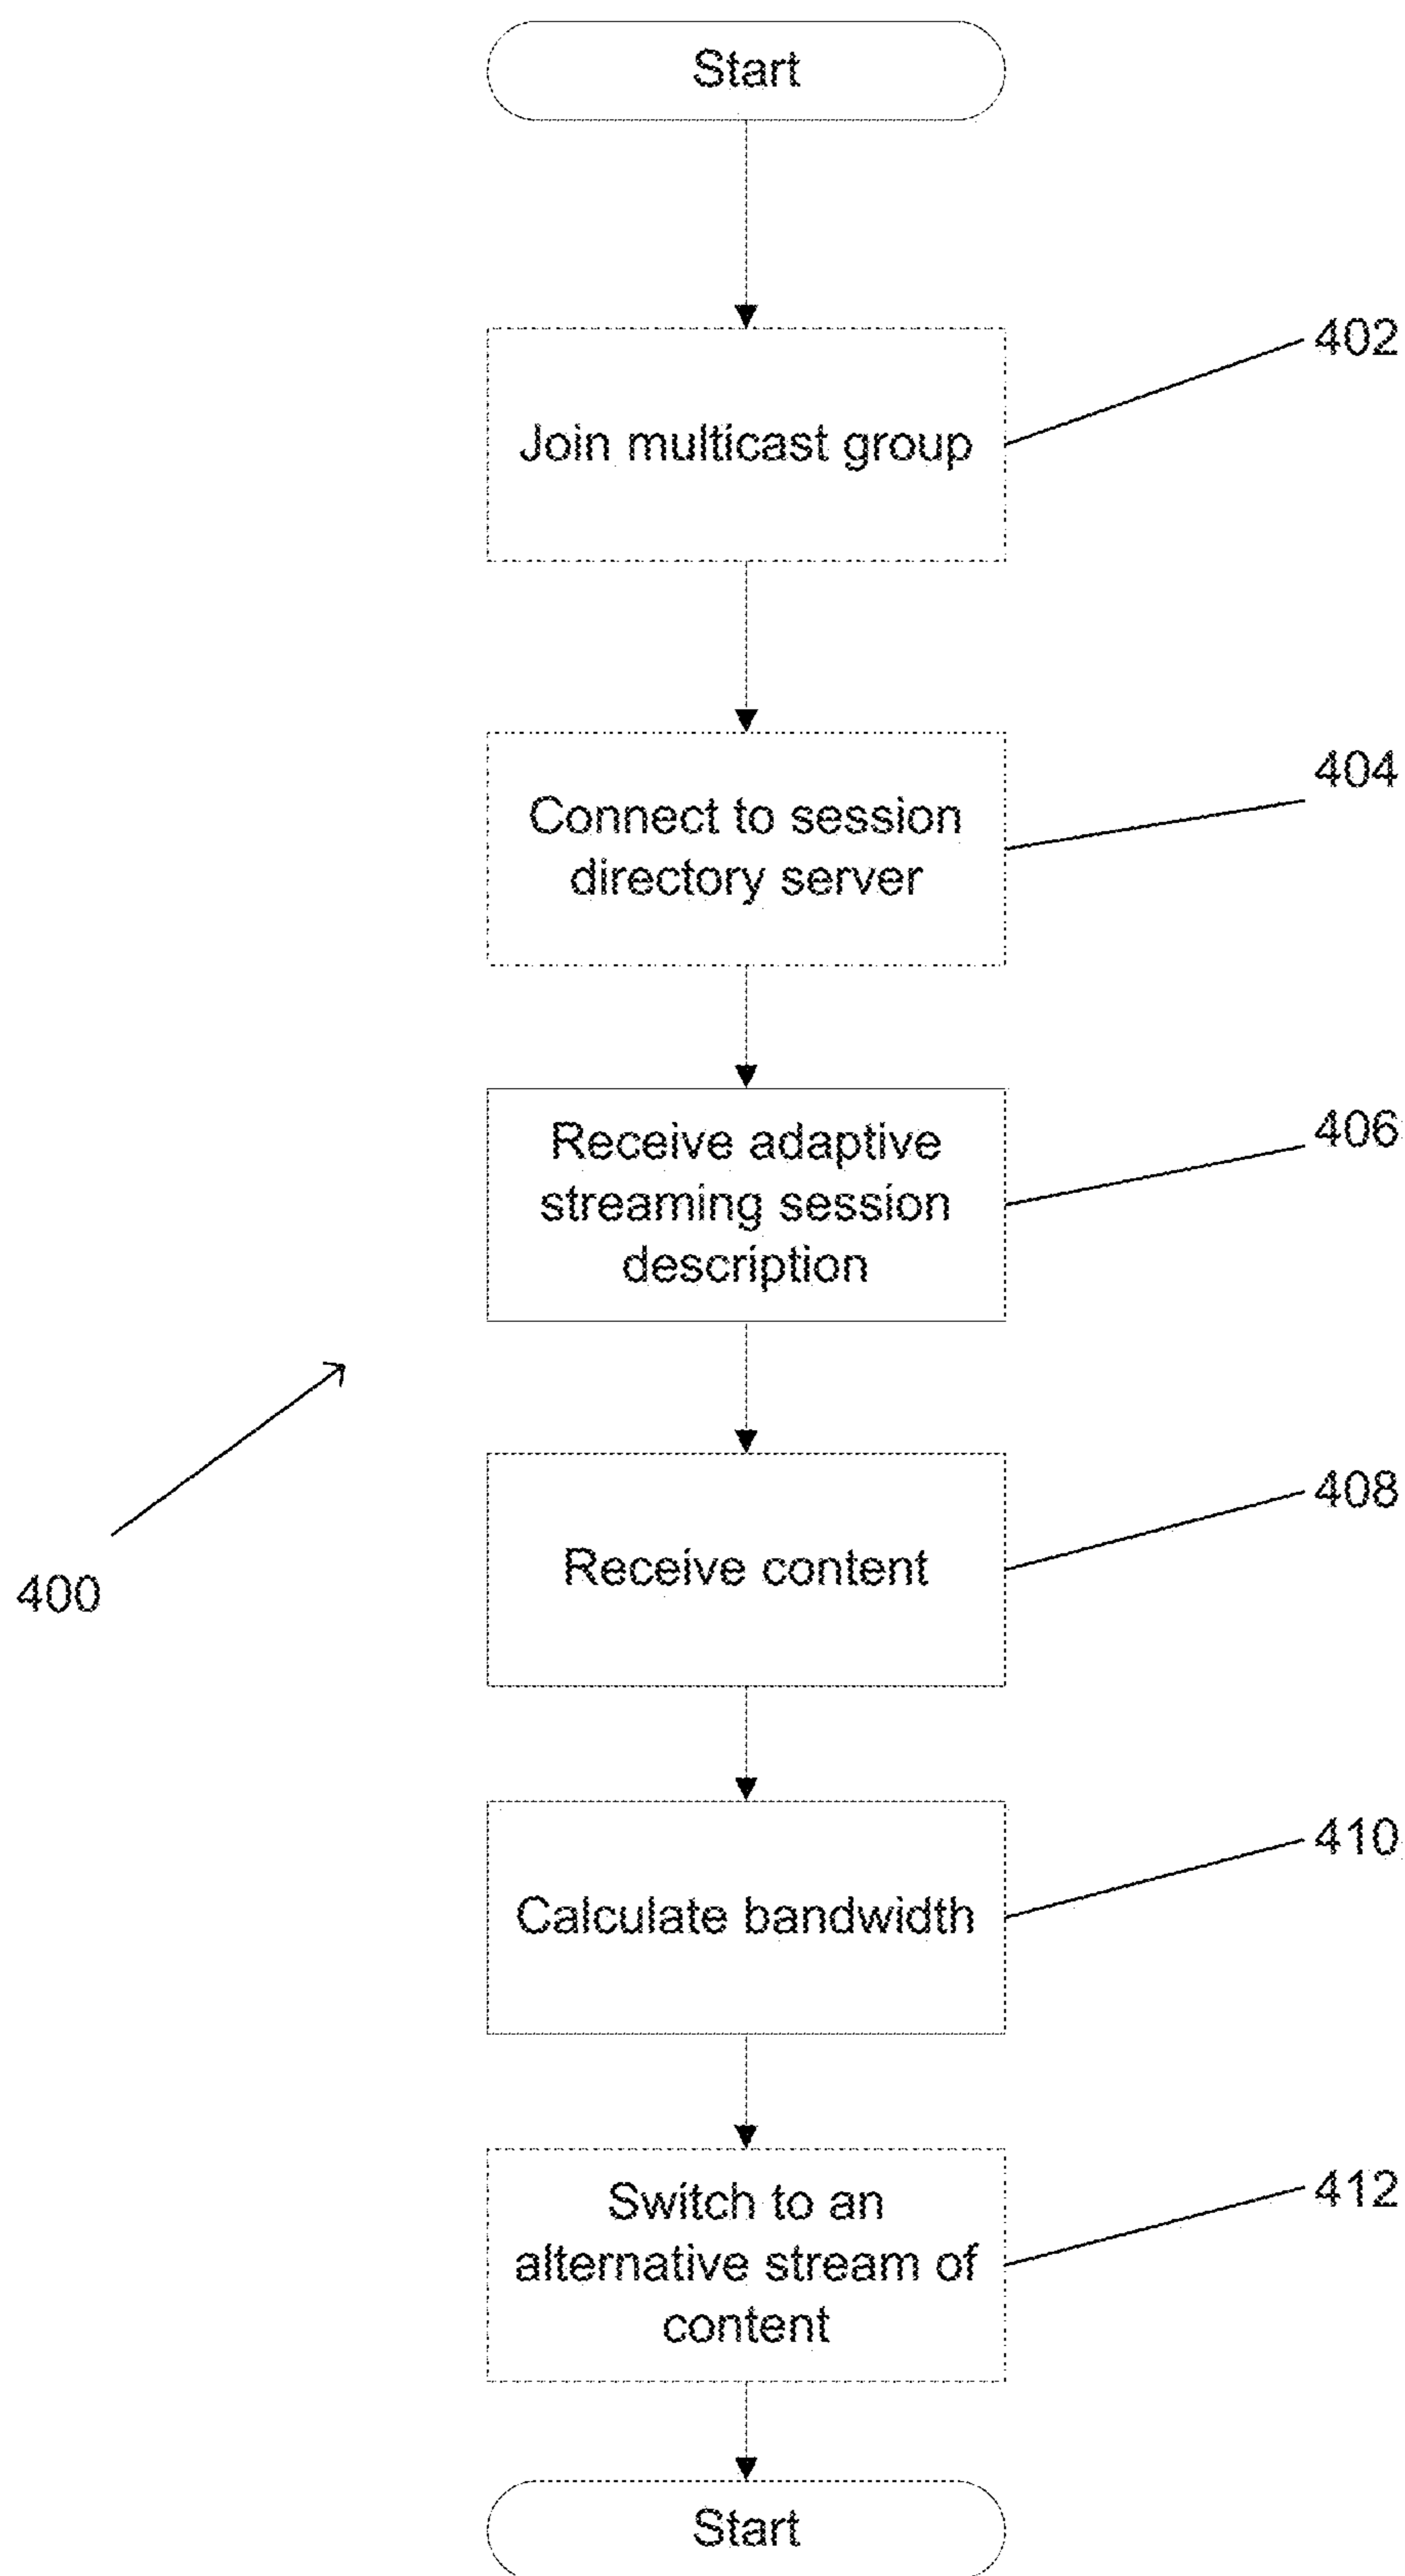 Start
402
Join multicast group
404
Connect to session
directory server
406
Receive adaptive
streaming session
description
408
Receive content
400
410
Calculate bandwidth
412
Switch to an
alternative stream of
content
Start